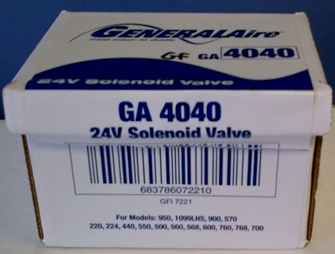 GENERALAire
GF GA 4040
24V Solenoid Valve
GA 4040
24V Solenoid Valve
683786072210
GFI 7221
For Models: 950, 1099LHS, 900, 570
220, 224, 440, 550, 500, 560, 568, 600, 760, 768, 700